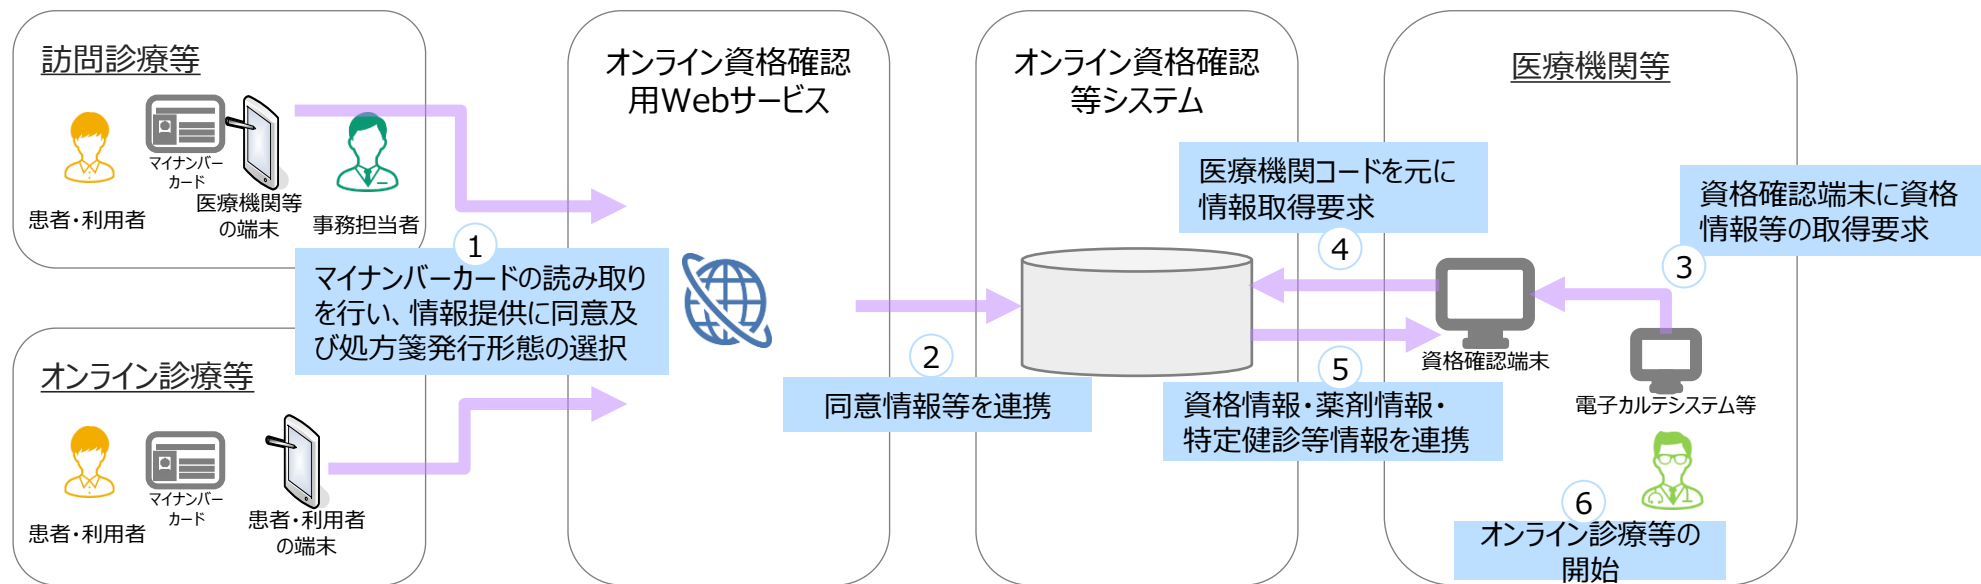 訪問診療等
マイナンバー
カード
患者・利用者
医療機関等
の端末
事務担当者
オンライン診療等
マイナンバー
カード
患者・利用者
患者・利用者
の端末
1
マイナンバーカードの読み取り
を行い、情報提供に同意及
び処方箋発行形態の選択
オンライン資格確認
用Webサービス
2
同意情報等を連携
オンライン資格確認
等システム
医療機関等
3
資格確認端末に資格
情報等の取得要求
4
医療機関コードを元に
情報取得要求
5
資格情報・薬剤情報・
特定健診等情報を連携
資格確認端末
電子カルテシステム等
6
オンライン診療等の
開始